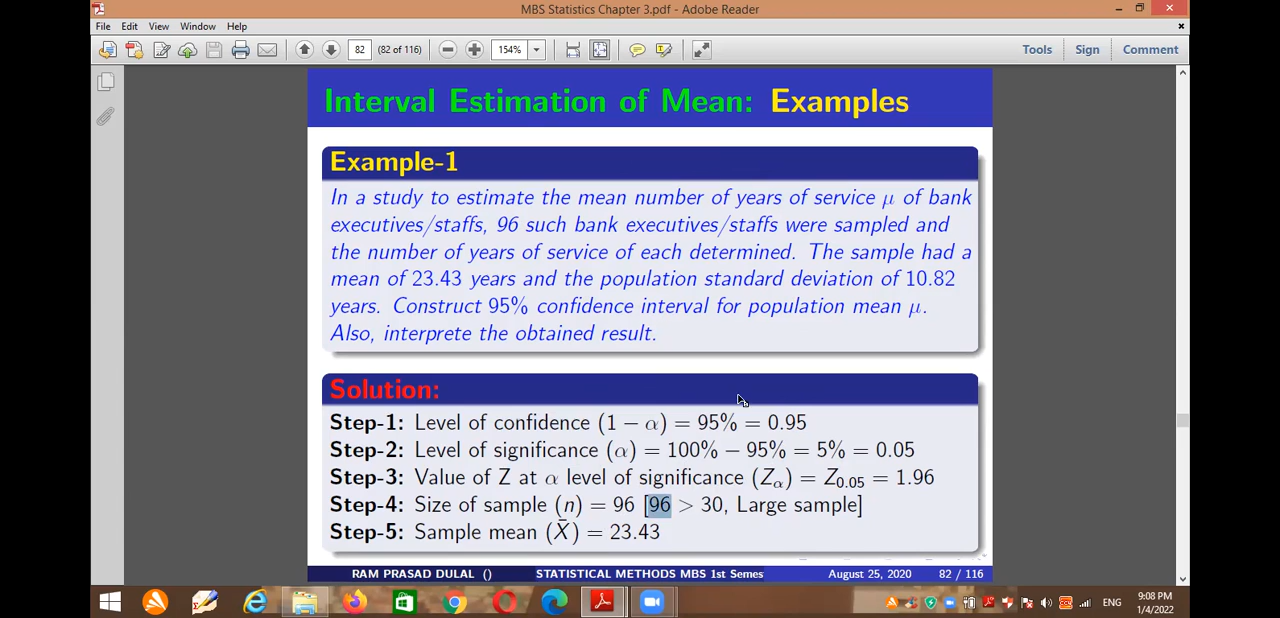 MBS Statistics Chapter 3.pdf - Adobe Reader
File Edit View Window Help
82 (82 of 116) 154% Tools Sign Comment
Interval Estimation of Mean: Examples
Example-1
In a study to estimate the mean number of years of service μ of bank
executives/staffs, 96 such bank executives/staffs were sampled and
the number of years of service of each determined. The sample had a
mean of 23.43 years and the population standard deviation of 10.82
years. Construct 95% confidence interval for population mean μ.
Also, interprete the obtained result.
Solution:
Step-1: Level of confidence (1 − α) = 95% = 0.95
Step-2: Level of significance (α) = 100% − 95% = 5% = 0.05
Step-3: Value of Z at α level of significance (Zα) = Z0.05 = 1.96
Step-4: Size of sample (n) = 96 [96 > 30, Large sample]
Step-5: Sample mean (X̄) = 23.43
RAM PRASAD DULAL () STATISTICAL METHODS MBS 1st Semest August 25, 2020 82 / 116
ENG 9:08 PM
1/4/2022